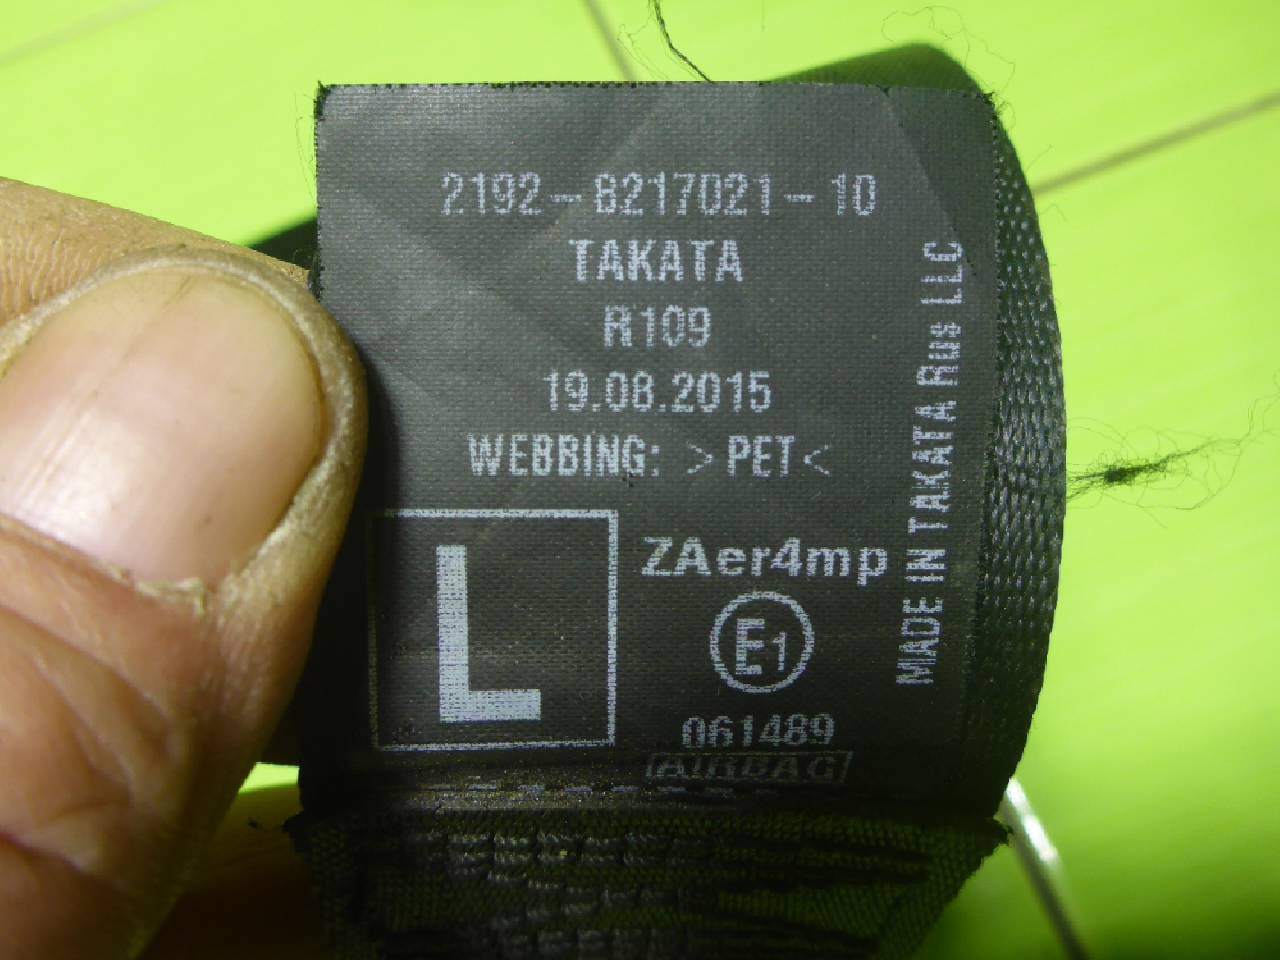 2192-8217021-10
TAKATA
R109
19.08.2015
WEBBING: >PET<
L
ZAer4mp
E1
061489
AIRBAG
MADE IN TAKATA Rus LLC